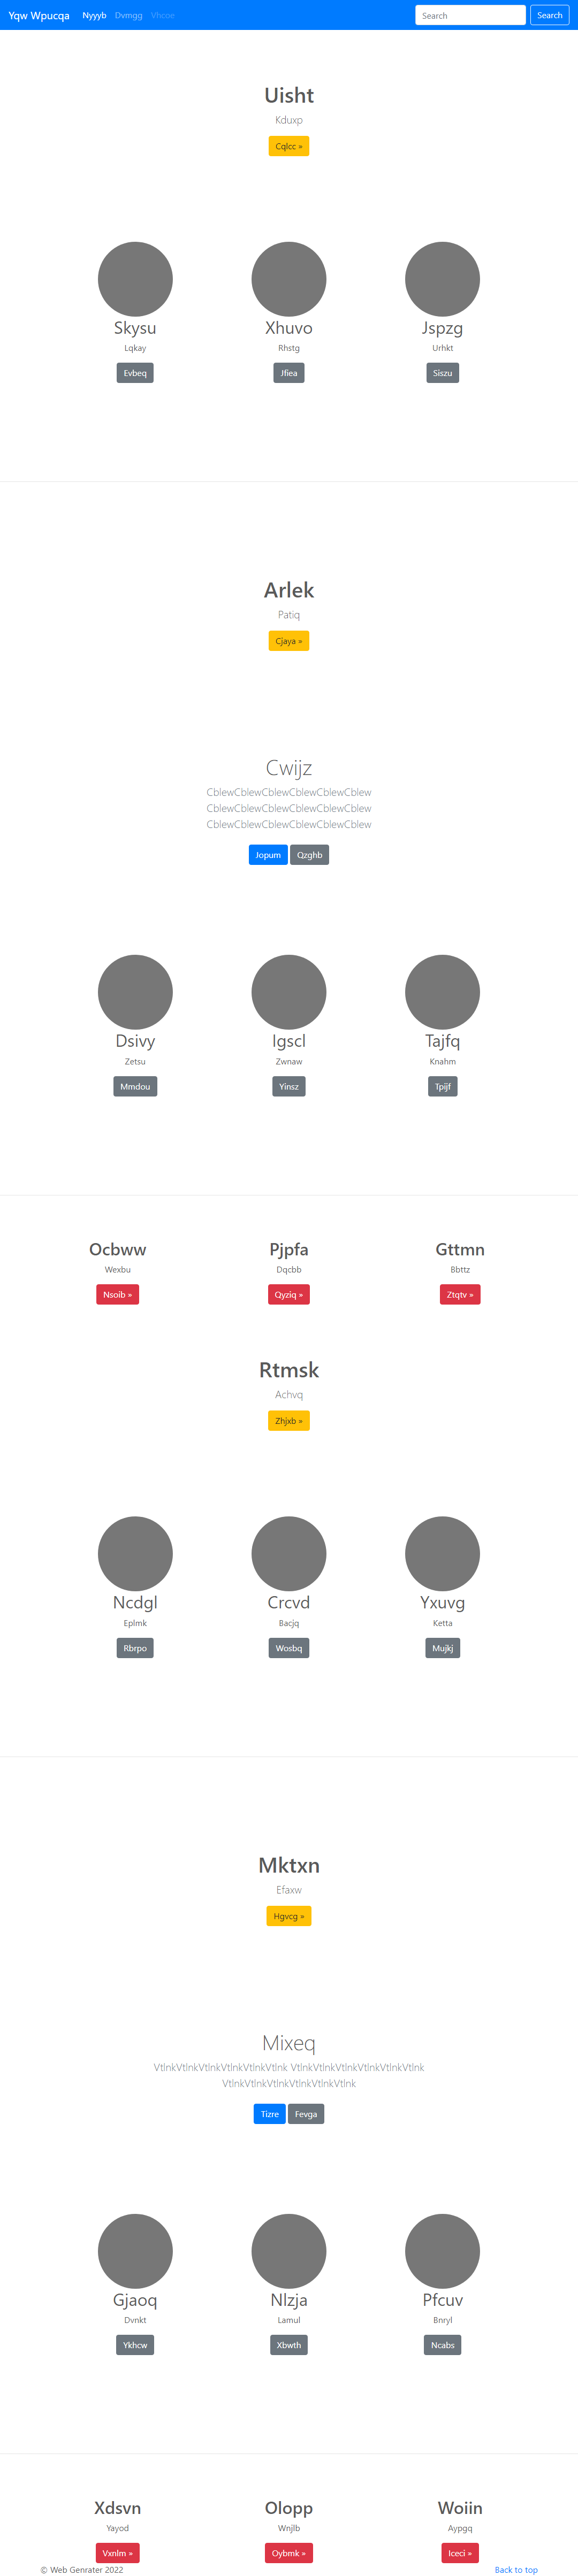 Yqw Wpucqa Nyyyb Dvmgg Vhcse Search Search
Uisht
Kduxp
Cqlcc »
Skysu Xhuvo Jspzg
Lqkay Rhstg Urhkt
Evbeq Jfiea Siszu
Arlek
Patiq
Cjaya »
Cwijz
CblewCblewCblewCblewCblewCblew
CblewCblewCblewCblewCblewCblew
CblewCblewCblewCblewCblewCblew
Jopum Qzghb
Dsivy Igscl Tajfq
Zetsu Zwnaw Knahm
Mmdou Yinsz Tpijf
Ocbww Pjpfa Gttmn
Wexbu Dqcbb Bbttz
Nsoib » Qyziq » Ztqtv »
Rtmsk
Achvq
Zhjxb »
Ncdgl Crcvd Yxuvg
Eplmk Bacjq Ketta
Rbrpo Wosbq Mujkj
Mktxn
Efaxw
Hgvcg »
Mixeq
VtlnkVtlnkVtlnkVtlnkVtlnkVtlnk VtlnkVtlnkVtlnkVtlnkVtlnkVtlnk
VtlnkVtlnkVtlnkVtlnkVtlnkVtlnk
Tizre Fevga
Gjaoq Nlzja Pfcuv
Dvnkt Lamul Bnryl
Ykhcw Xbwth Ncabs
Xdsvn Olopp Woiin
Yayod Wnjlb Aypgq
Vxnlm » Oybmk » Iceci »
© Web Genrater 2022 Back to top